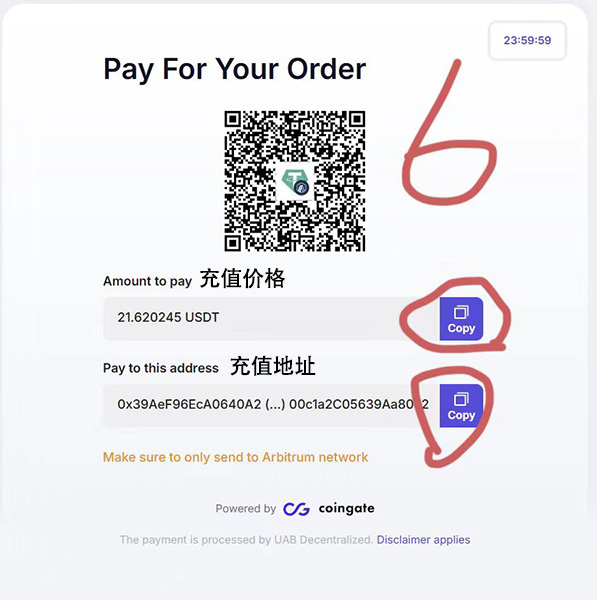 23:59:59
Pay For Your Order
6
Amount to pay 充值价格
21.620245 USDT
Copy
Pay to this address 充值地址
0x39AeF96EcA0640A2 (...) 00c1a2C05639Aa80
Copy
Make sure to only send to Arbitrum network
Powered by coingate
The payment is processed by UAB Decentralized. Disclaimer applies